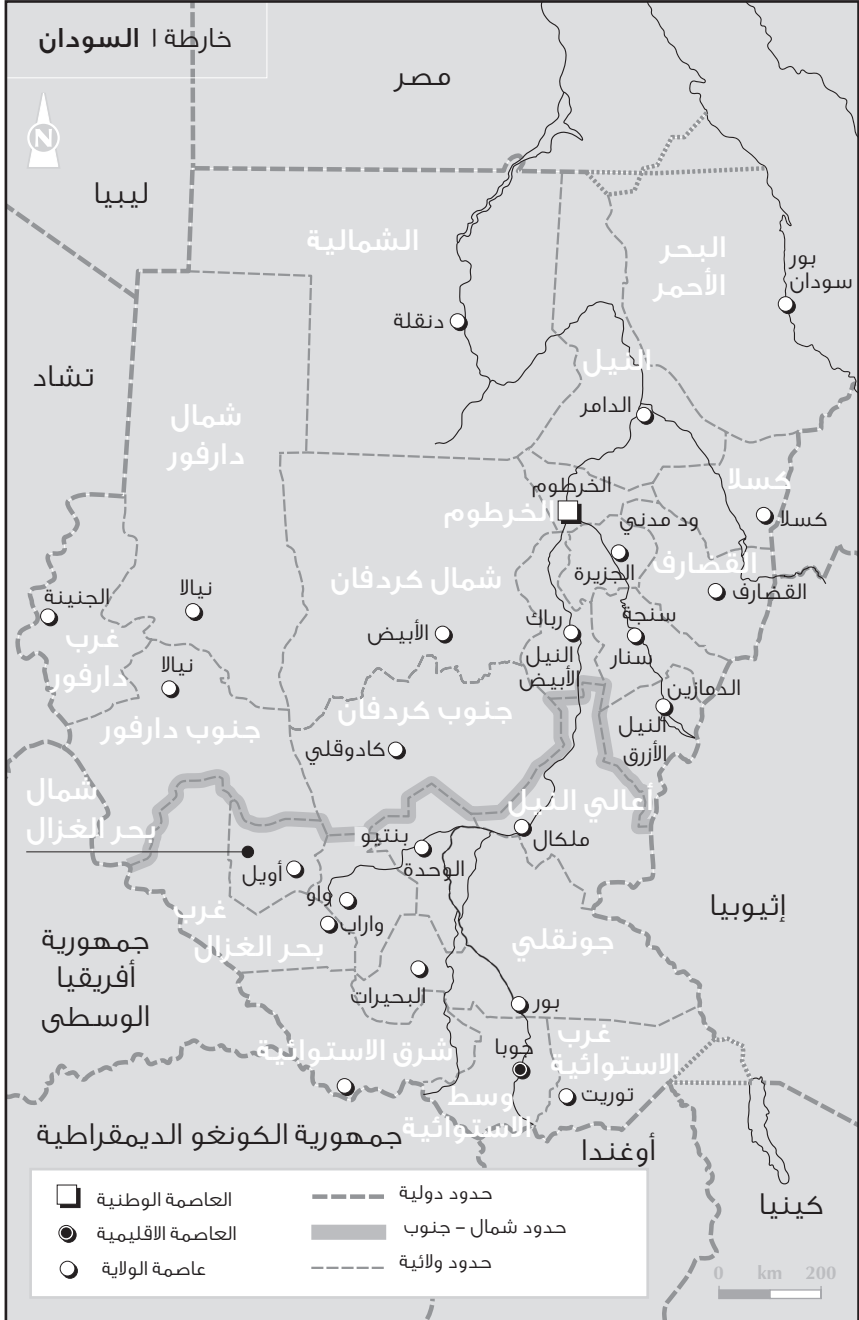 خارطة ١ السودان
مصر
N
ليبيا
الشمالية
البحر
الأحمر
بور
سودان
دنقلة
تشاد
النيل
شمال
دارفور
الدامر
كسلا
الخرطوم
الخرطوم
ود مدني
كسلا
القضارف
الجزيرة
شمال كردفان
نيالا
الجنينة
القضارف
سنجة
رباك
الأبيض
غرب
دارفور
النيل
الأبيض
سنار
نيالا
الدمازين
جنوب كردفان
النيل
الأزرق
جنوب دارفور
كادوقلي
شمال
بحر الغزال
أعالي النيل
بنتيو
ملكال
الوحدة
أويل
واو
واراب
غرب
بحر الغزال
إثيوبيا
جونقلي
جمهورية
أفريقيا
الوسطى
البحيرات
بور
شرق الاستوائية
جوبا
غرب
الاستوائية
توريت
وسط
الاستوائية
جمهورية الكونغو الديمقراطية
أوغندا
كينيا
العاصمة الوطنية
حدود دولية
العاصمة الاقليمية
حدود شمال – جنوب
عاصمة الولاية
حدود ولائية
0 km 200